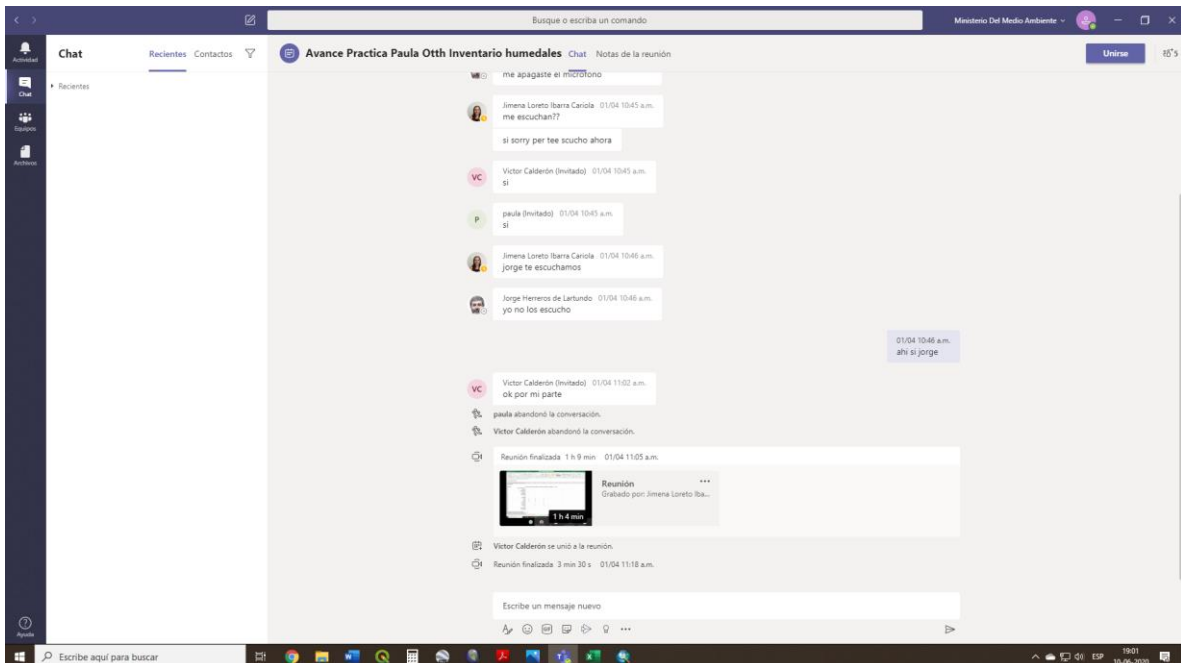 Busque o escriba un comando
Ministerio Del Medio Ambiente
Actividad
Chat
Recientes Contactos
Avance Practica Paula Otth Inventario humedales Chat Notas de la reunión
Unirse
Chat
Recientes
Equipos
Archivos
me apagaste el microfono
Jimena Loreto Ibarra Cariola 01/04 10:45 a.m.
me escuchan??
si sorry per tee scucho ahora
VC
Victor Calderón (Invitado) 01/04 10:45 a.m.
si
P
paula (Invitado) 01/04 10:45 a.m.
si
Jimena Loreto Ibarra Cariola 01/04 10:46 a.m.
jorge te escuchamos
Jorge Herreros de Lartundo 01/04 10:46 a.m.
yo no los escucho
01/04 10:46 a.m.
ahi si jorge
VC
Victor Calderón (Invitado) 01/04 11:02 a.m.
ok por mi parte
paula abandonó la conversación.
Victor Calderón abandonó la conversación.
Reunión finalizada 1 h 9 min 01/04 11:05 a.m.
Reunión
Grabado por: Jimena Loreto Iba...
1 h 4 min
Victor Calderón se unió a la reunión.
Reunión finalizada 3 min 30 s 01/04 11:18 a.m.
Escribe un mensaje nuevo
Ayuda
Escribe aquí para buscar
ESP
19:01
10-06-2020